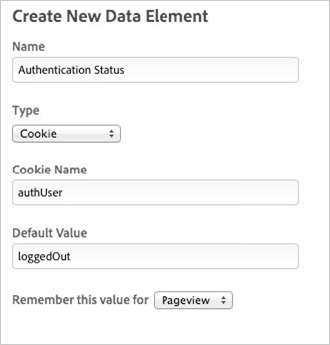 Create New Data Element
Name
Authentication Status
Type
Cookie
Cookie Name
authUser
Default Value
loggedOut
Remember this value for Pageview